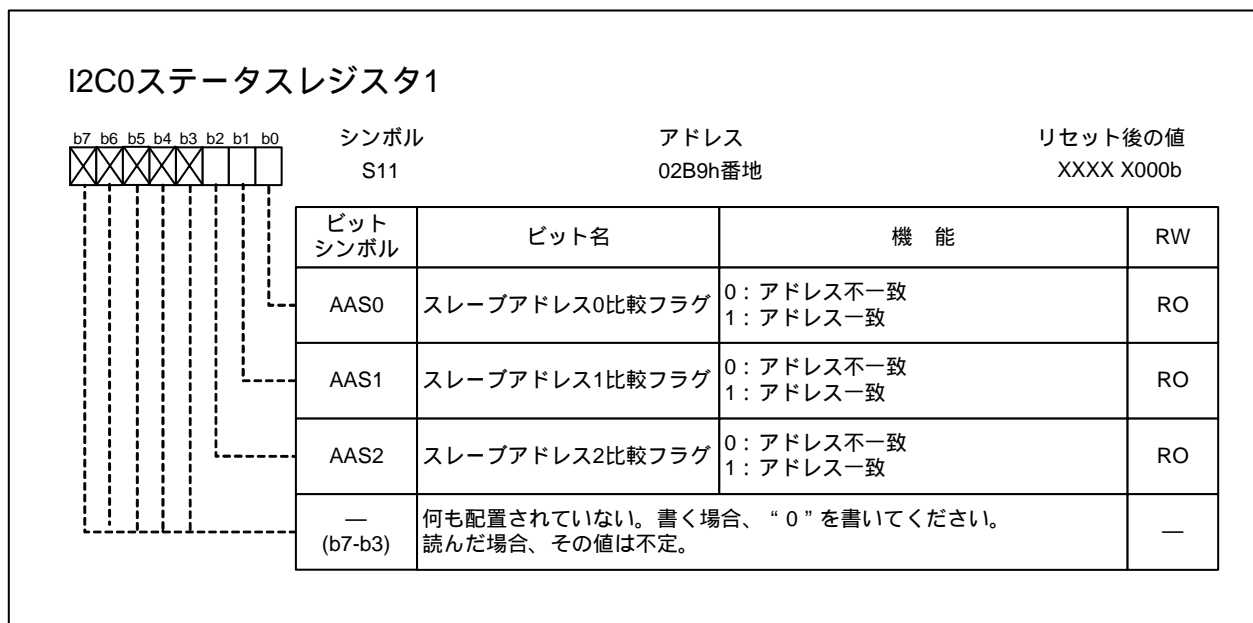 I2C0ステータスレジスタ1
b7 b6 b5 b4 b3 b2 b1 b0
シンボル アドレス リセット後の値
S11 02B9h番地 XXXX X000b
ビット
シンボル
ビット名 機 能 RW
AAS0 スレーブアドレス0比較フラグ
0：アドレス不一致
1：アドレス一致
RO
AAS1 スレーブアドレス1比較フラグ
0：アドレス不一致
1：アドレス一致
RO
AAS2 スレーブアドレス2比較フラグ
0：アドレス不一致
1：アドレス一致
RO
—
(b7-b3)
何も配置されていない。書く場合、“0”を書いてください。
読んだ場合、その値は不定。
—